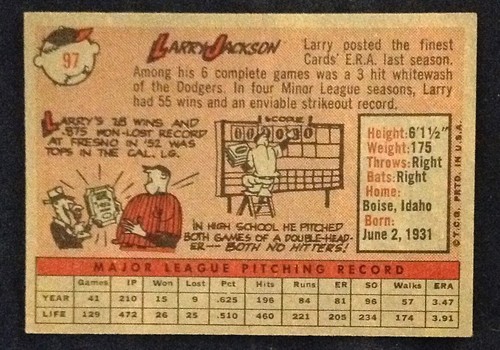 97
LARRY JACKSON
Larry posted the finest
Cards' E.R.A. last season.
Among his 6 complete games was a 3 hit whitewash
of the Dodgers. In four Minor League seasons, Larry
had 55 wins and an enviable strikeout record.
LARRY'S 28 WINS AND
.875 WON-LOST RECORD
AT FRESNO IN '52 WAS
TOPS IN THE CAL. LG.
IN HIGH SCHOOL HE PITCHED
BOTH GAMES OF A DOUBLE-HEAD-
ER — BOTH NO HITTERS!
Height: 6'1½"
Weight: 175
Throws: Right
Bats: Right
Home:
Boise, Idaho
Born:
June 2, 1931
© T.C.G. PRTD. IN U.S.A.
MAJOR LEAGUE PITCHING RECORD
Games IP Won Lost Pct Hits Runs ER SO Walks ERA
YEAR 41 210 15 9 .625 196 84 81 96 57 3.47
LIFE 129 472 26 25 .510 460 221 205 234 174 3.91